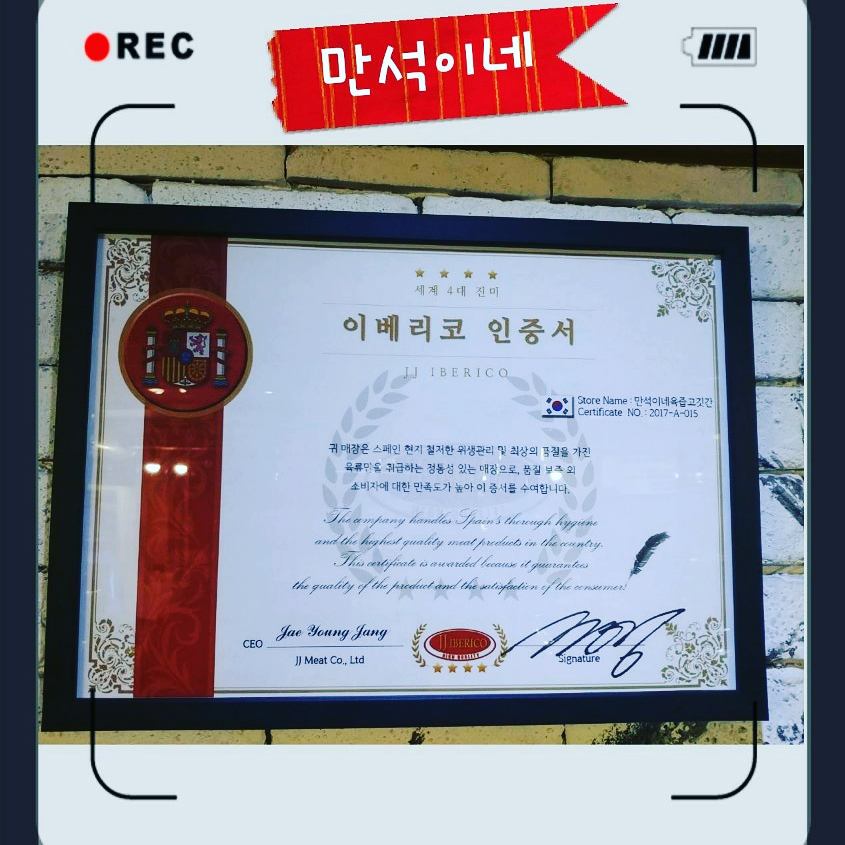 REC
만석이네
세계 4대 진미
이베리코 인증서
JJ IBERICO
Store Name : 만석이네육즙고깃간
Certificate NO. : 2017-A-015
귀 매장은 스페인 현지 철저한 위생관리 및 최상의 품질을 가진
육류만을 취급하는 정통성 있는 매장으로, 품질 보증 외
소비자에 대한 만족도가 높아 이 증서를 수여합니다.
The company handles Spain's thorough hygiene
and the highest quality meat products in the country.
This certificate is awarded because it guarantees
the quality of the product and the satisfaction of the consumer!
CEO Jae Young Jang
JJ Meat Co., Ltd
JJ IBERICO
HIGH QUALITY
Signature